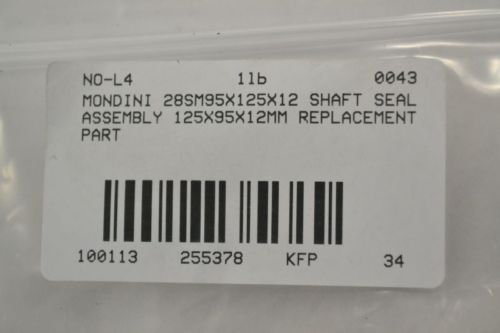 NO-L4 1lb 0043
MONDINI 28SM95X125X12 SHAFT SEAL
ASSEMBLY 125X95X12MM REPLACEMENT
PART
100113 255378 KFP 34